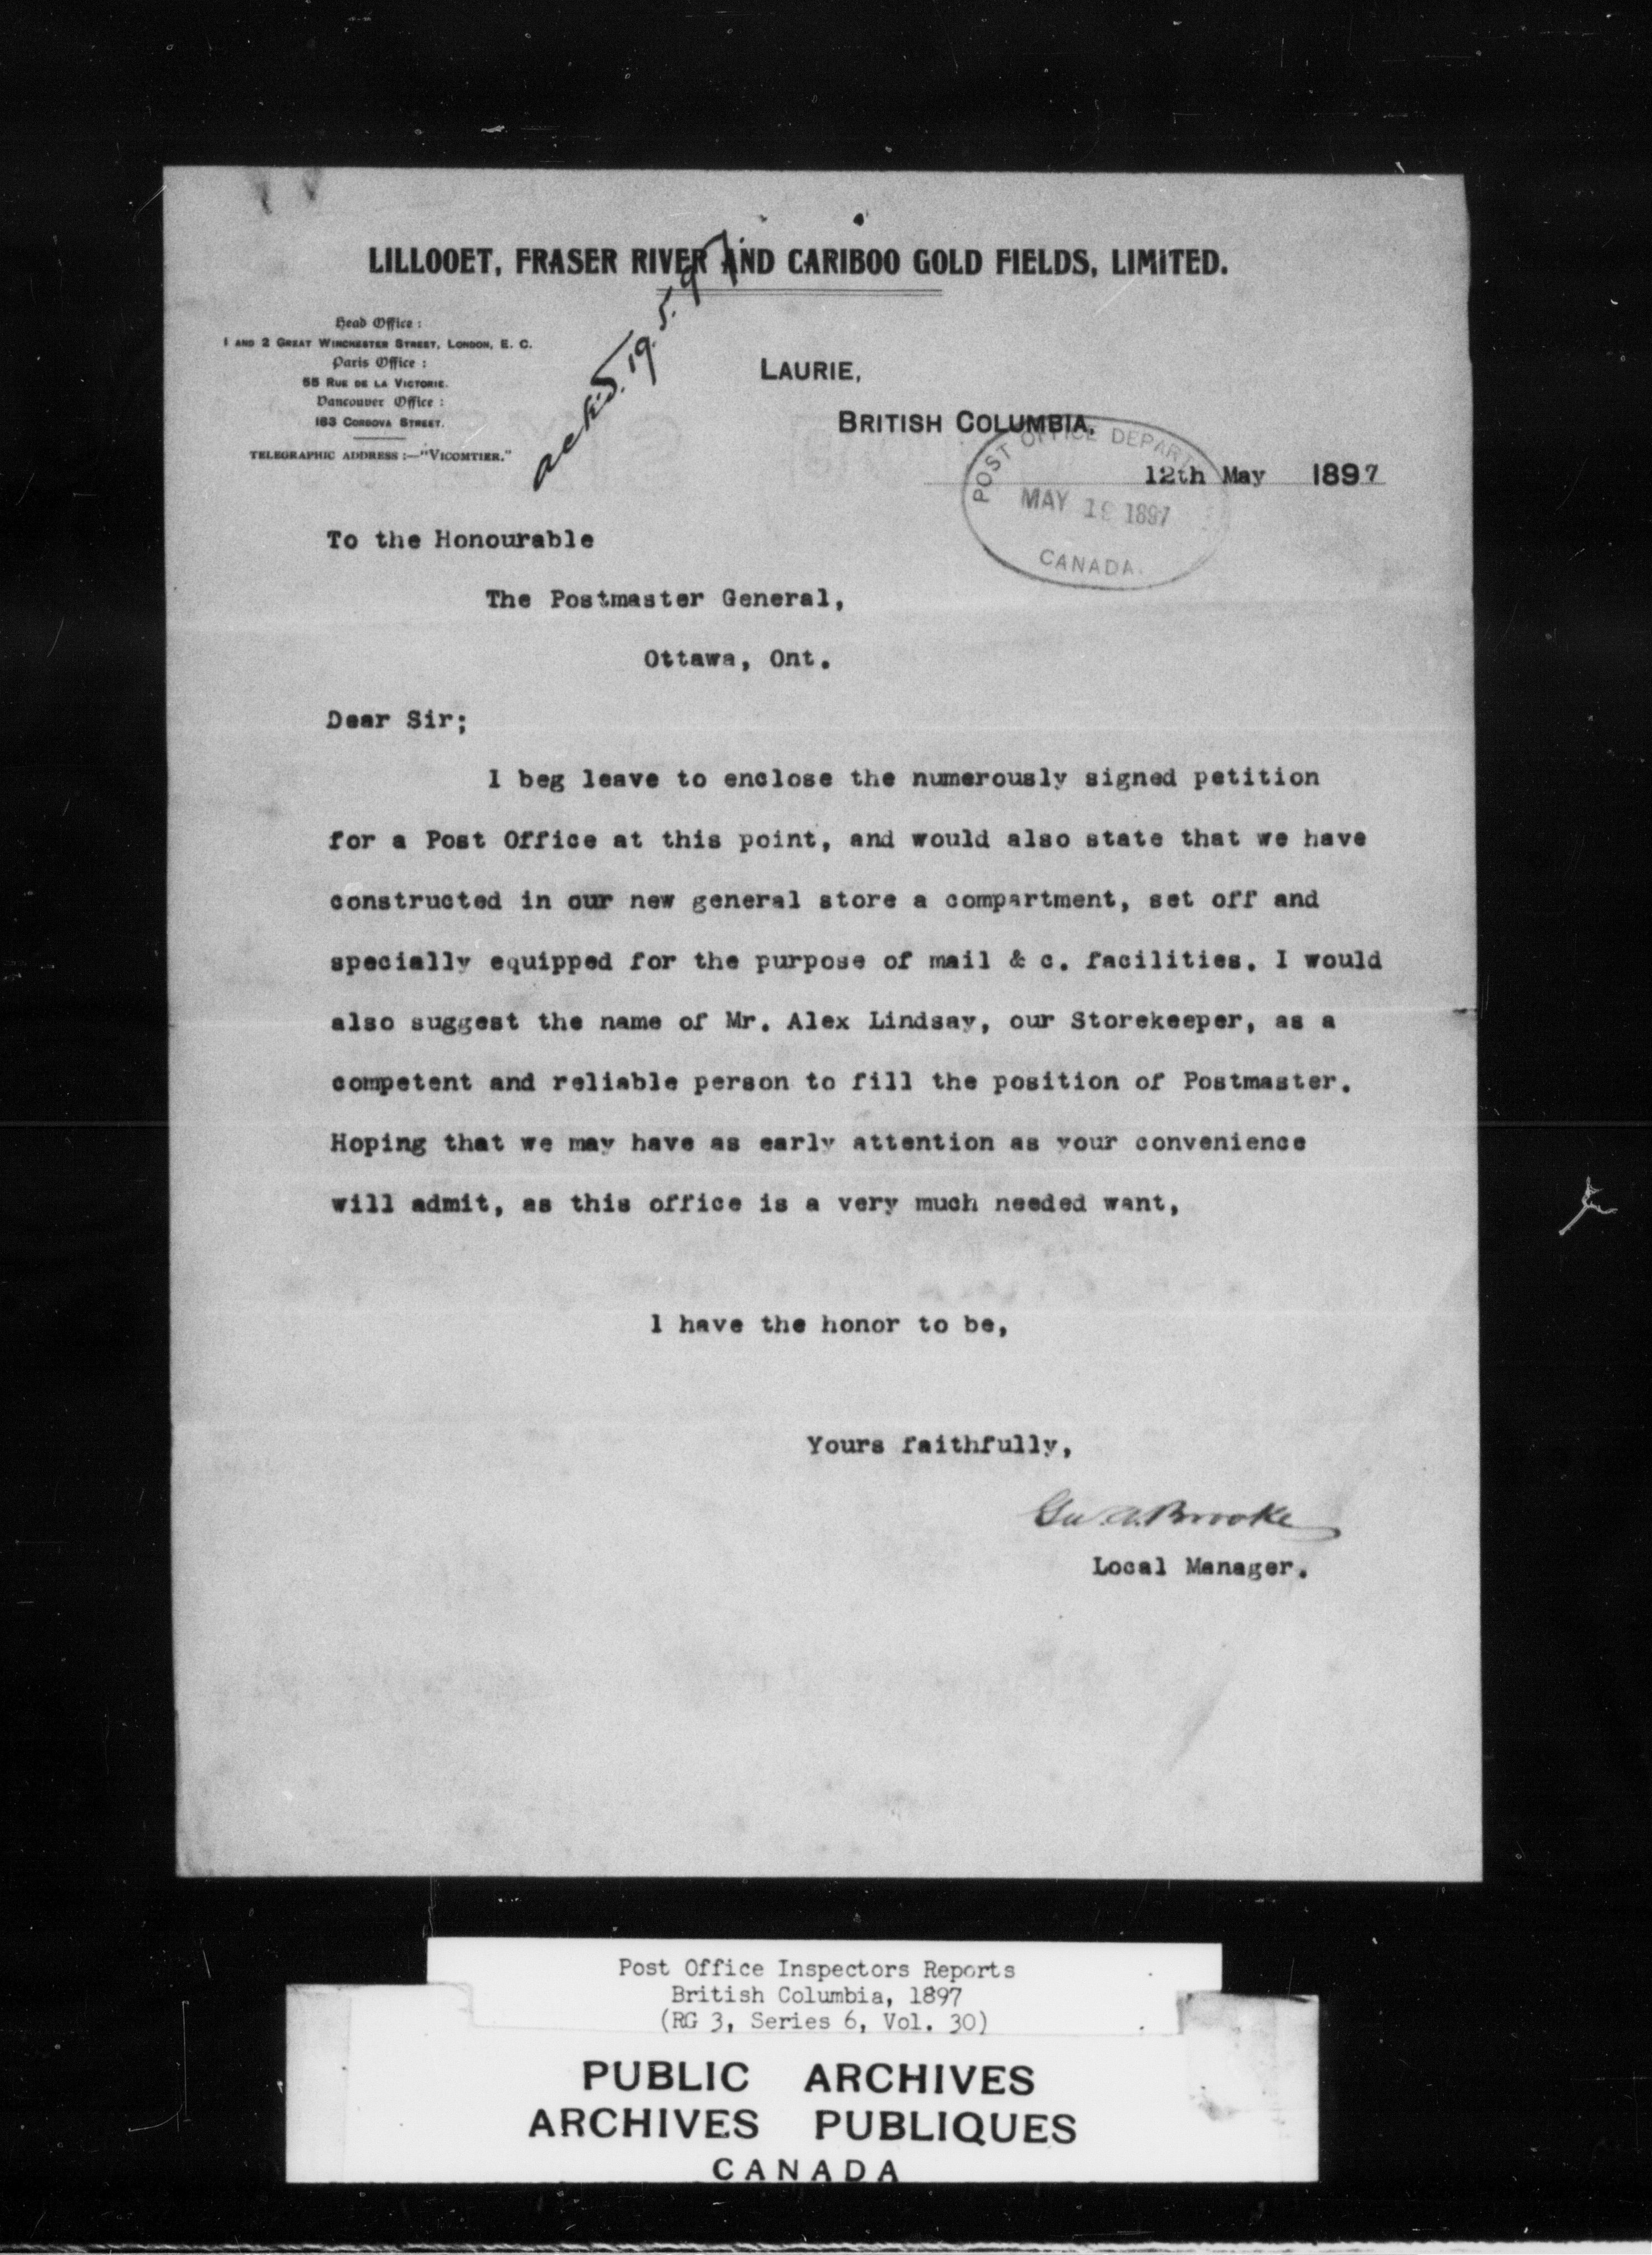 LILLOOET, FRASER RIVER AND CARIBOO GOLD FIELDS, LIMITED.
Head Office :
1 AND 2 GREAT WINCHESTER STREET, LONDON, E. C.
Paris Office :
55 RUE DE LA VICTORIE.
Vancouver Office :
163 CORDOVA STREET.
TELEGRAPHIC ADDRESS :—"VICOMTIER."
19.5.97
LAURIE,
BRITISH COLUMBIA,
12th May 1897
POST OFFICE DEPART
MAY 1897
CANADA.
To the Honourable
The Postmaster General,
Ottawa, Ont.
Dear Sir;
I beg leave to enclose the numerously signed petition
for a Post Office at this point, and would also state that we have
constructed in our new general store a compartment, set off and
specially equipped for the purpose of mail & c. facilities. I would
also suggest the name of Mr. Alex Lindsay, our Storekeeper, as a
competent and reliable person to fill the position of Postmaster.
Hoping that we may have as early attention as your convenience
will admit, as this office is a very much needed want,
I have the honor to be,
Yours faithfully,
Geo. A. Brooke
Local Manager.
Post Office Inspectors Reports
British Columbia, 1897
(RG 3, Series 6, Vol. 30)
PUBLIC ARCHIVES
ARCHIVES PUBLIQUES
CANADA